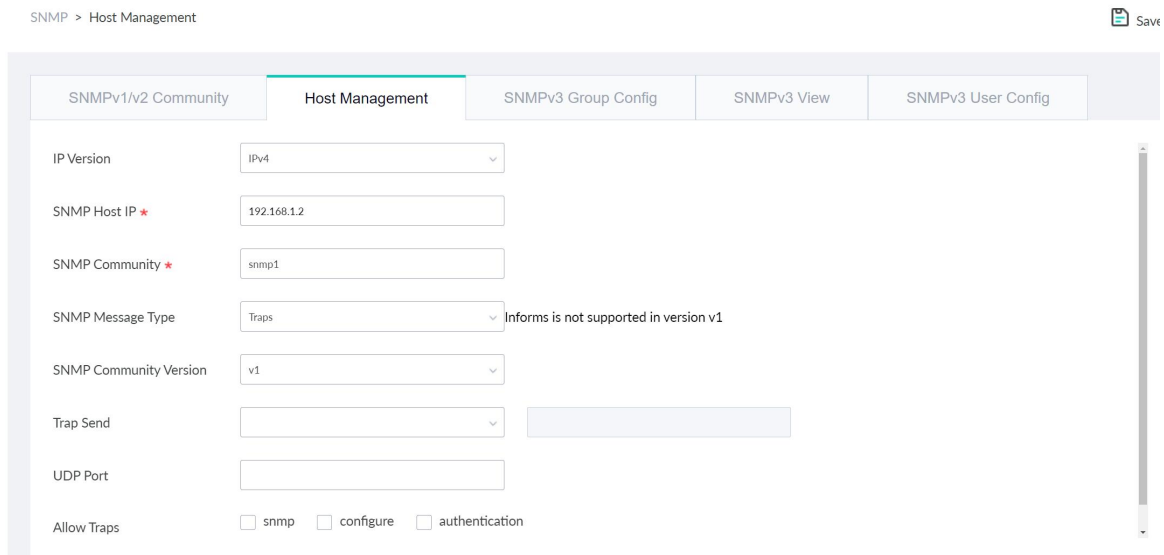 SNMP > Host Management
Save
SNMPv1/v2 Community Host Management SNMPv3 Group Config SNMPv3 View SNMPv3 User Config
IP Version IPv4
SNMP Host IP * 192.168.1.2
SNMP Community * snmp1
SNMP Message Type Traps Informs is not supported in version v1
SNMP Community Version v1
Trap Send
UDP Port
Allow Traps snmp configure authentication